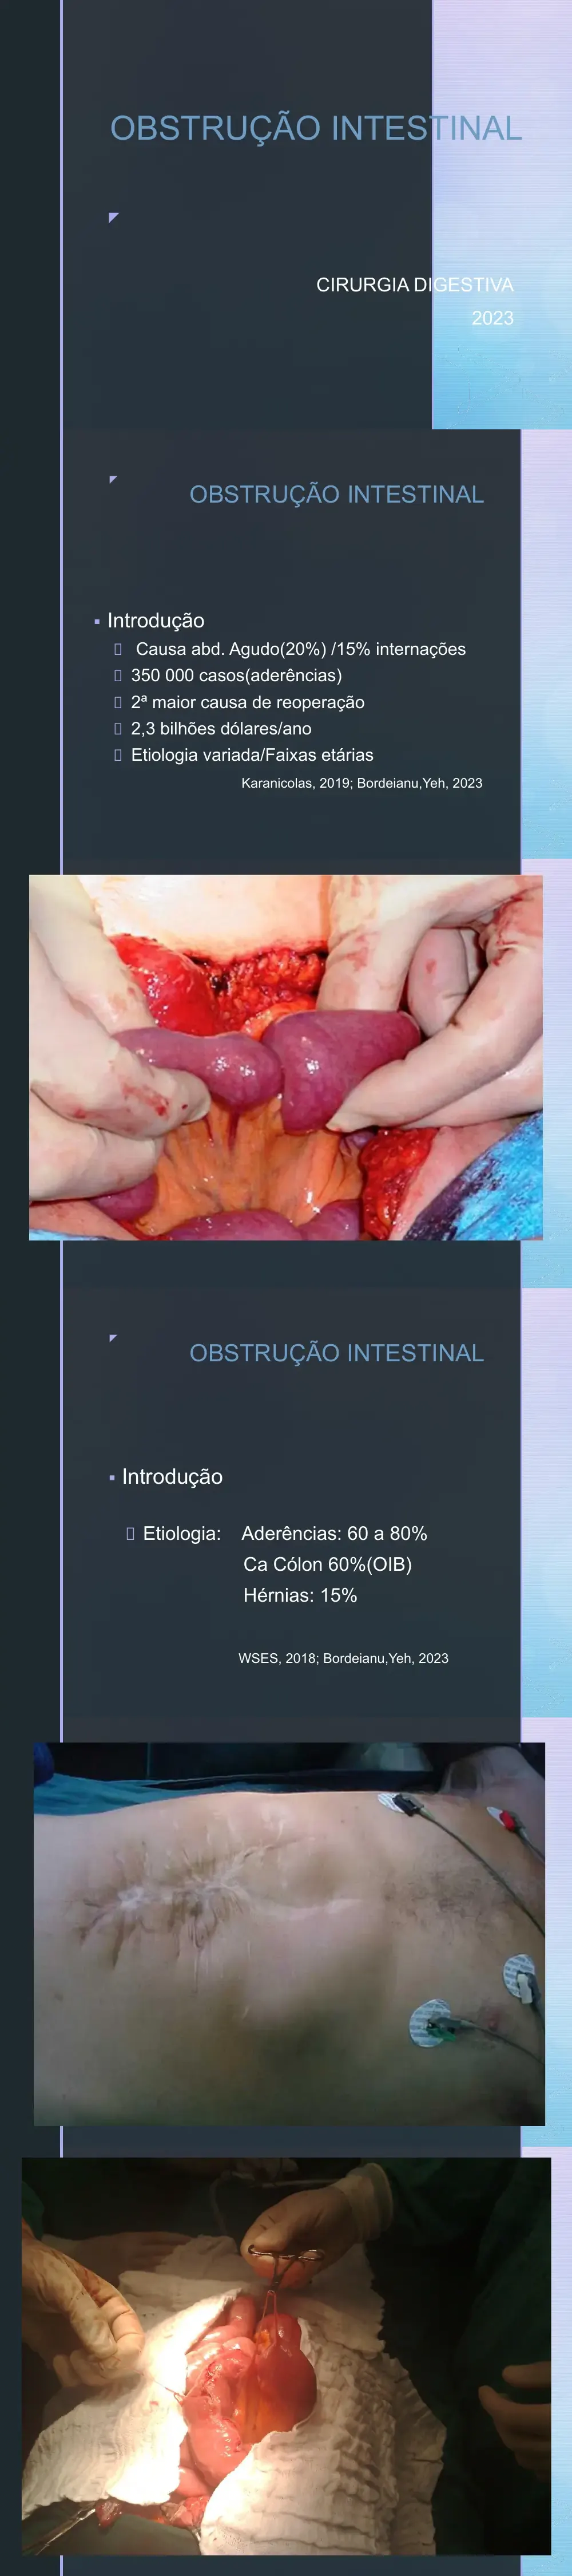 OBSTRUÇÃO INTESTINAL
CIRURGIA DIGESTIVA
2023
OBSTRUÇÃO INTESTINAL
Introdução
Causa abd. Agudo(20%) /15% internações
350 000 casos(aderências)
2ª maior causa de reoperação
2,3 bilhões dólares/ano
Etiologia variada/Faixas etárias
Karanicolas, 2019; Bordeianu,Yeh, 2023
OBSTRUÇÃO INTESTINAL
Introdução
Etiologia: Aderências: 60 a 80%
Ca Cólon 60%(OIB)
Hérnias: 15%
WSES, 2018; Bordeianu,Yeh, 2023